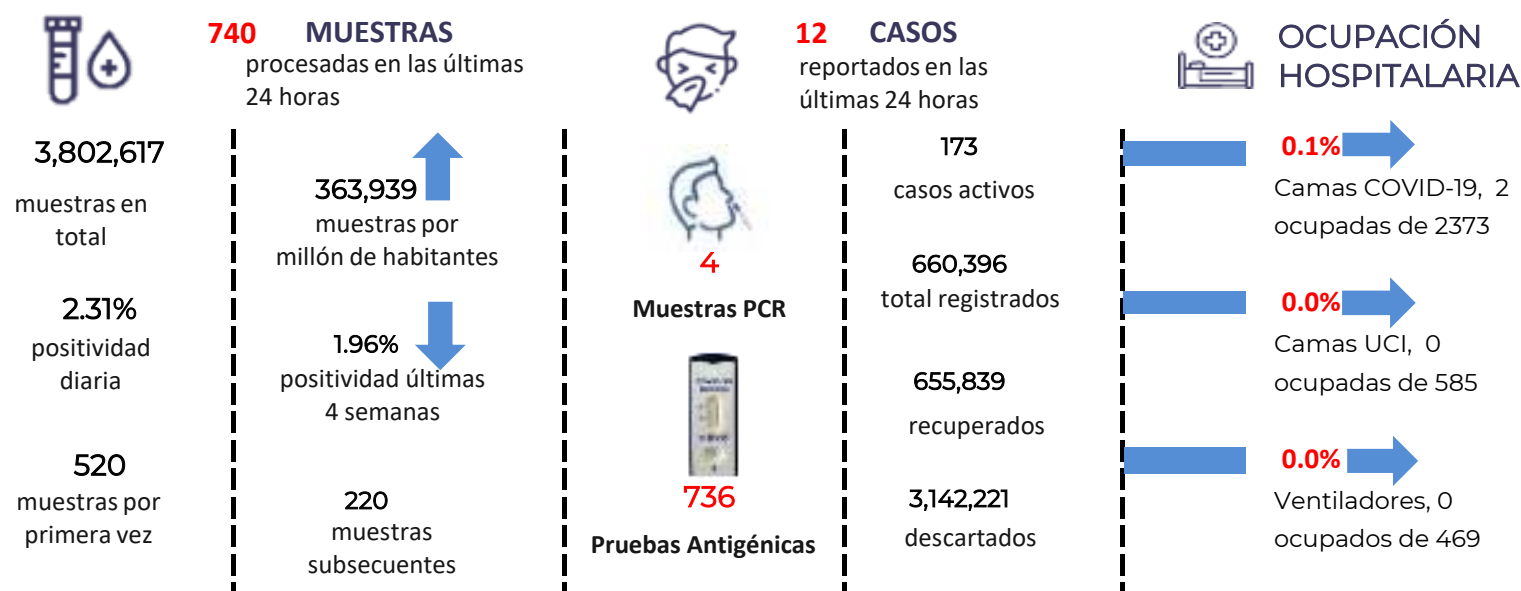 740 MUESTRAS
procesadas en las últimas
24 horas
12 CASOS
reportados en las
últimas 24 horas
OCUPACIÓN
HOSPITALARIA
3,802,617
muestras en
total
2.31%
positividad
diaria
520
muestras por
primera vez
363,939
muestras por
millón de habitantes
1.96%
positividad últimas
4 semanas
220
muestras
subsecuentes
4
Muestras PCR
736
Pruebas Antigénicas
173
casos activos
660,396
total registrados
655,839
recuperados
3,142,221
descartados
0.1%
Camas COVID-19, 2
ocupadas de 2373
0.0%
Camas UCI, 0
ocupadas de 585
0.0%
Ventiladores, 0
ocupados de 469